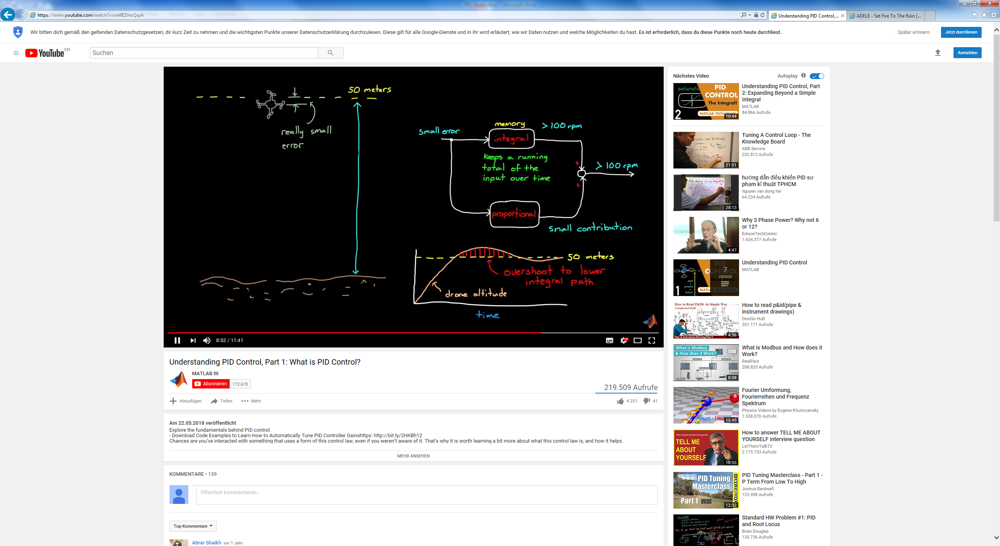 https://www.youtube.com/watch?v=wkfEZmsQqiA
Understanding PID Control,...
ADELE - Set Fire To The Rain [...
Wir bitten dich gemäß den geltenden Datenschutzgesetzen, dir kurz Zeit zu nehmen und die wichtigsten Punkte unserer Datenschutzerklärung durchzulesen. Diese gilt für alle Google-Dienste und in ihr wird erläutert, wie wir Daten nutzen und welche Möglichkeiten du hast. Es ist erforderlich, dass du diese Punkte noch heute durchliest.
Später erinnern
Jetzt durchlesen
YouTube CH
Suchen
Anmelden
50 meters
really small
error
small error
memory
integral
> 100 rpm
keeps a running
total of the
input over time
+
+
> 100 rpm
proportional
small contribution
50 meters
overshoot to lower
integral path
drone altitude
time
8:52 / 11:41
HD
Understanding PID Control, Part 1: What is PID Control?
MATLAB
Abonnieren
172.670
219.509 Aufrufe
Hinzufügen
Teilen
Mehr
4.251
41
Am 22.05.2018 veröffentlicht
Explore the fundamentals behind PID control.
- Download Code Examples to Learn How to Automatically Tune PID Controller Gainshttps: http://bit.ly/2HKBh12
Chances are you've interacted with something that uses a form of this control law, even if you weren't aware of it. That's why it is worth learning a bit more about what this control law is, and how it helps.
MEHR ANSEHEN
KOMMENTARE • 139
Öffentlich kommentieren...
Top-Kommentare
Abrar Shaikh vor 1 Jahr
Nächstes Video
Autoplay
PID
CONTROL
The Integral!
MATLAB TECH TALKS
2
10:44
Understanding PID Control, Part
2: Expanding Beyond a Simple
Integral
MATLAB
84.866 Aufrufe
21:51
Tuning A Control Loop - The
Knowledge Board
ABB Service
232.812 Aufrufe
28:13
hướng dẫn điều khiển PID sư
phạm kĩ thuật TPHCM
nguyen van dong hai
64.234 Aufrufe
4:47
Why 3 Phase Power? Why not 6
or 12?
EdisonTechCenter
1.634.377 Aufrufe
past
+
present
+
future
1
7
VIDEOS
Understanding PID Control
MATLAB
How to Read P&ID -in Simple Way
Complicated P&ID
Pipe & Instrument Drawing Part-1
4:36
How to read p&id(pipe &
instrument drawings)
DesiGn HuB
351.171 Aufrufe
What is Modbus
& How does it Work?
8:58
What is Modbus and How does it
Work?
RealPars
208.833 Aufrufe
15:45
Fourier Umformung,
Fourierreihen und Frequenz
Spektrum
Physics Videos by Eugene Khutoryansky
1.558.070 Aufrufe
How to answer the interview question
TELL ME
ABOUT
YOURSELF
10:55
How to answer TELL ME ABOUT
YOURSELF interview question
LetThemTalkTV
2.179.733 Aufrufe
PID Tuning
Masterclass
Part 1
12:32
PID Tuning Masterclass - Part 1 -
P Term From Low To High
Joshua Bardwell
123.498 Aufrufe
Standard HW Problem #1: PID
and Root Locus
Brian Douglas
135.736 Aufrufe